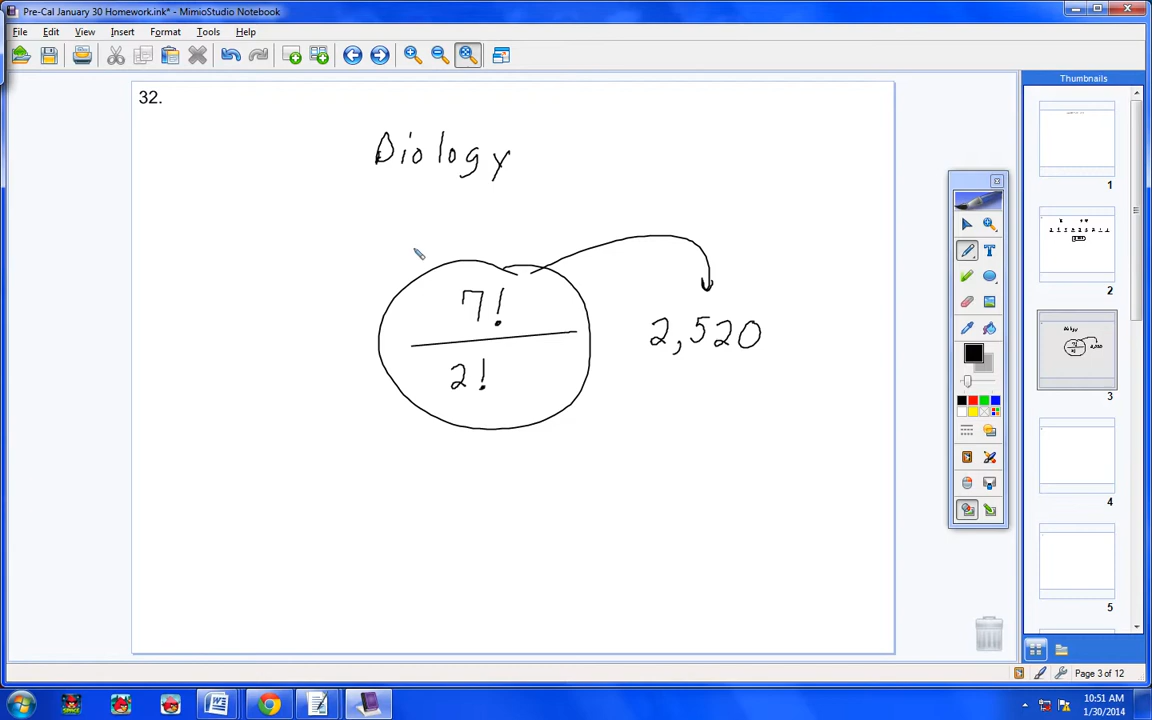 Pre-Cal January 30 Homework.ink* - MimioStudio Notebook
File Edit View Insert Format Tools Help
Thumbnails
32.
Biology
7!
2!
2,520
1
2
3
4
5
Page 3 of 12
10:51 AM
1/30/2014